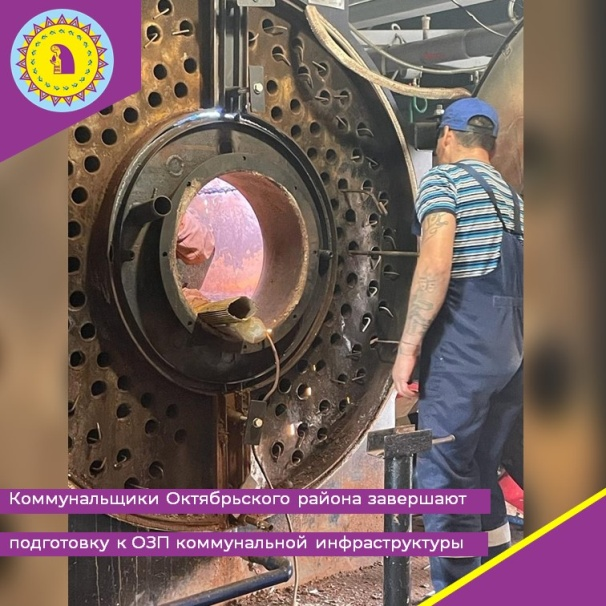 Коммунальщики Октябрьского района завершают
подготовку к ОЗП коммунальной инфраструктуры